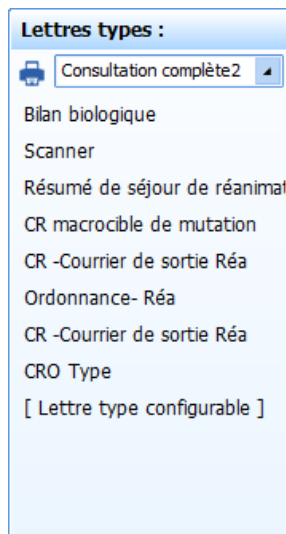 Lettres types :
Consultation complète2
Bilan biologique
Scanner
Résumé de séjour de réanimat
CR macrocible de mutation
CR -Courrier de sortie Réa
Ordonnance- Réa
CR -Courrier de sortie Réa
CRO Type
[ Lettre type configurable ]